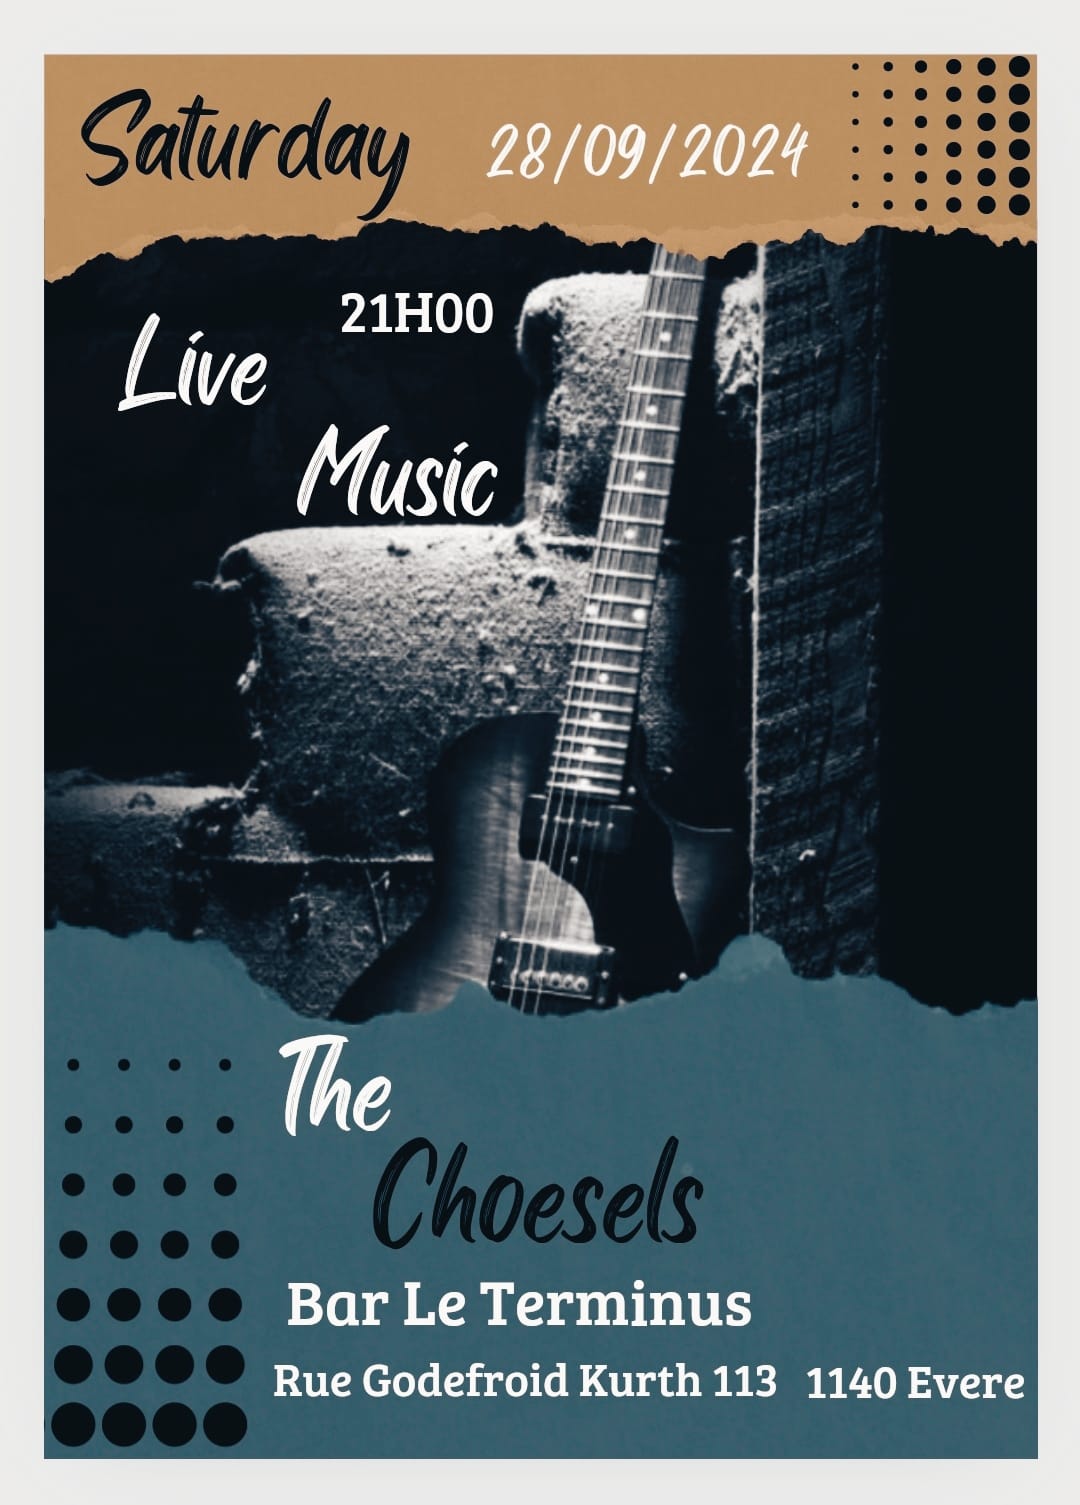 Saturday 28/09/2024
21H00
Live
Music
The
Choesels
Bar Le Terminus
Rue Godefroid Kurth 113 1140 Evere